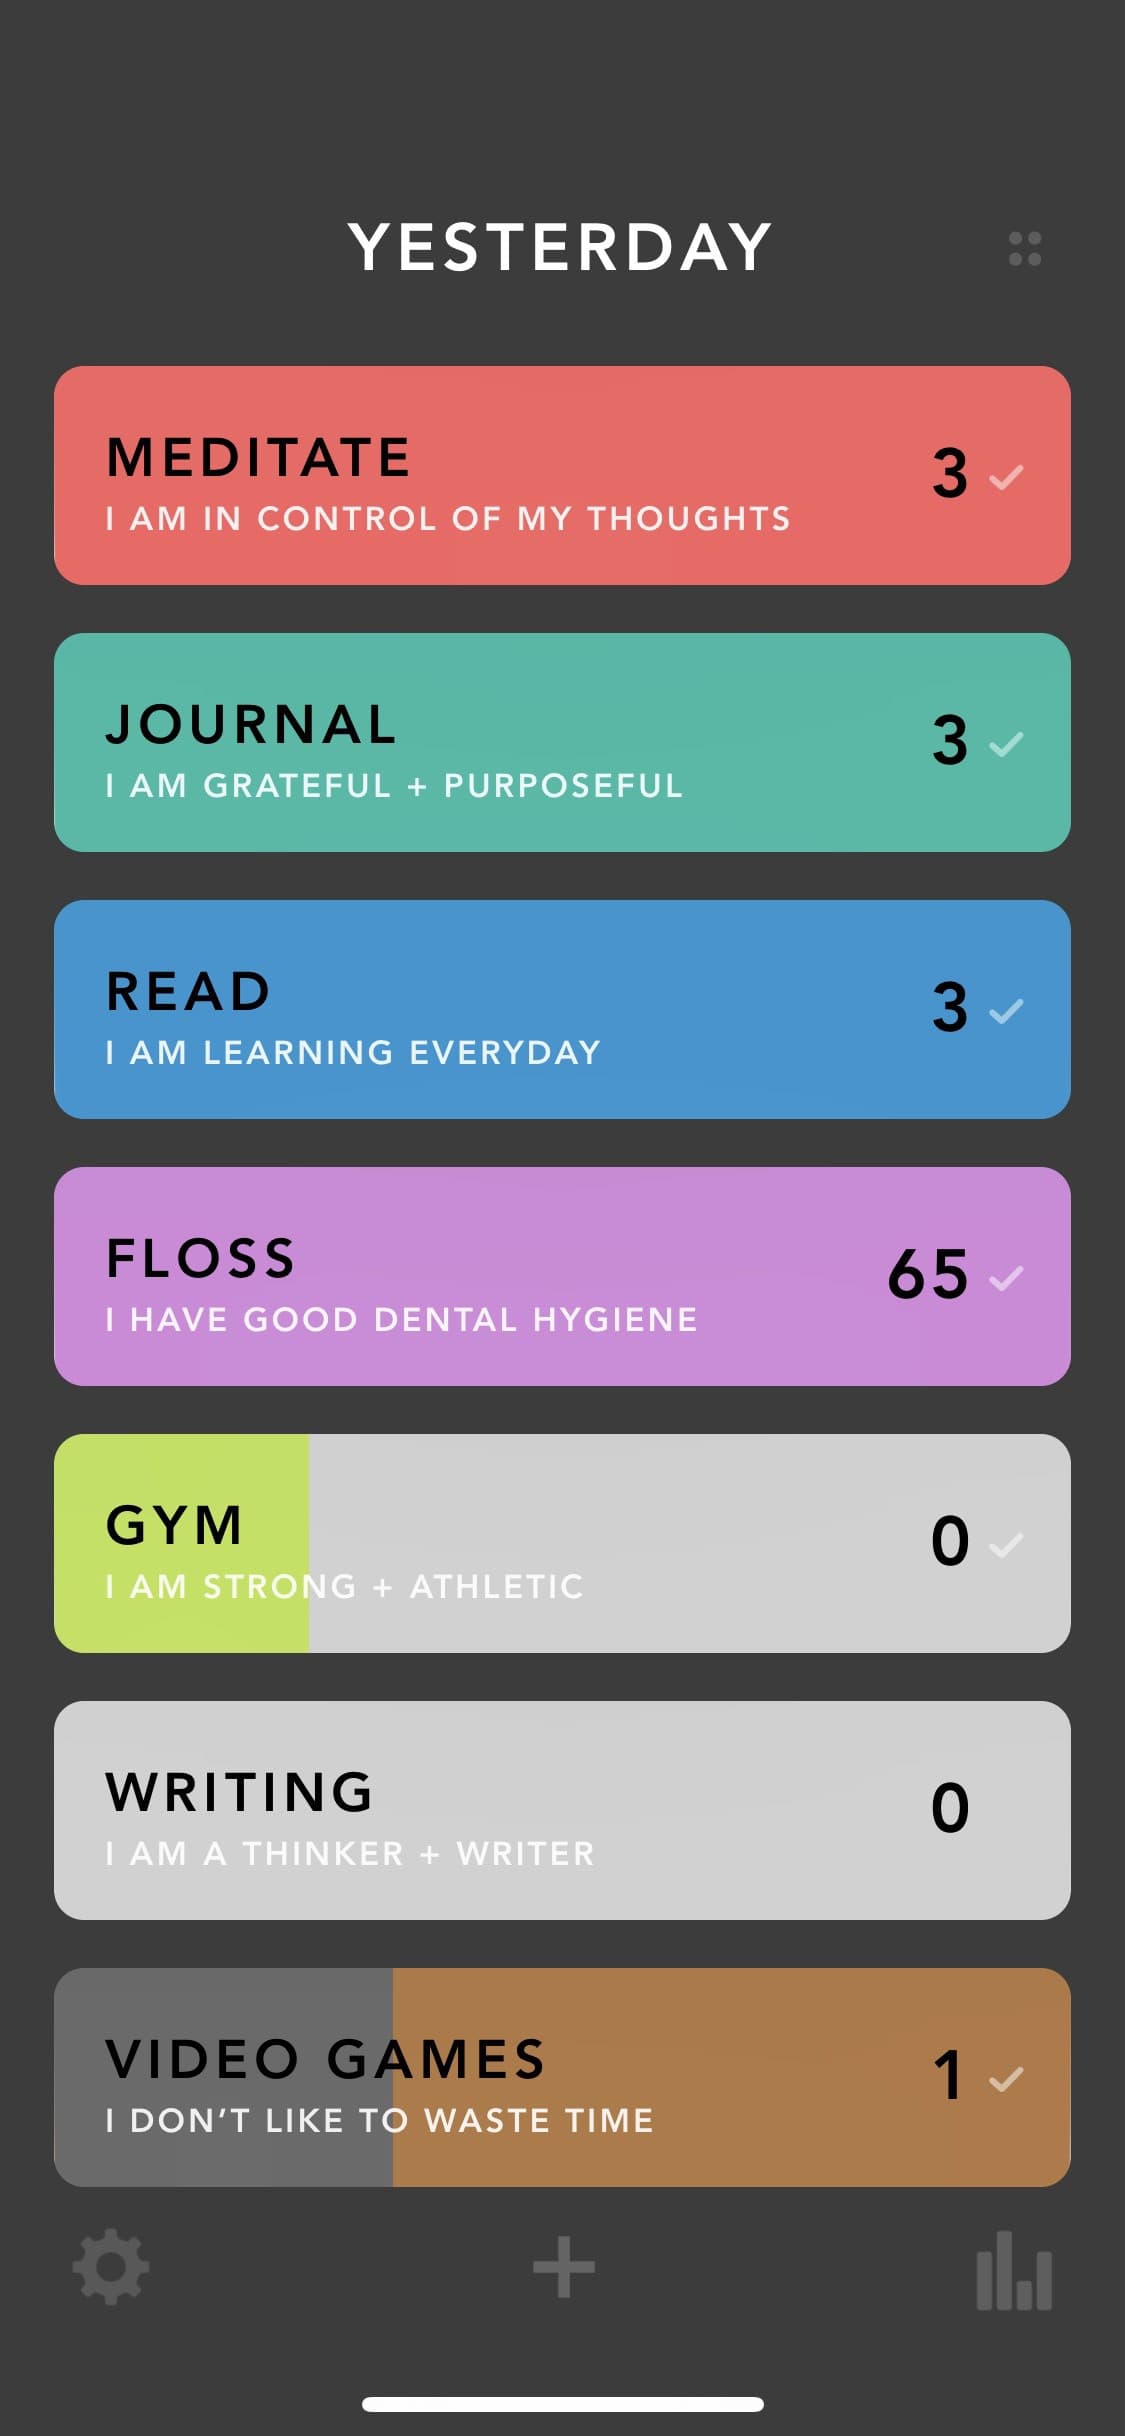 YESTERDAY
MEDITATE
3
I AM IN CONTROL OF MY THOUGHTS
JOURNAL
3
I AM GRATEFUL + PURPOSEFUL
READ
3
I AM LEARNING EVERYDAY
FLOSS
65
I HAVE GOOD DENTAL HYGIENE
GYM
0
I AM STRONG + ATHLETIC
WRITING
0
I AM A THINKER + WRITER
VIDEO GAMES
1
I DON'T LIKE TO WASTE TIME